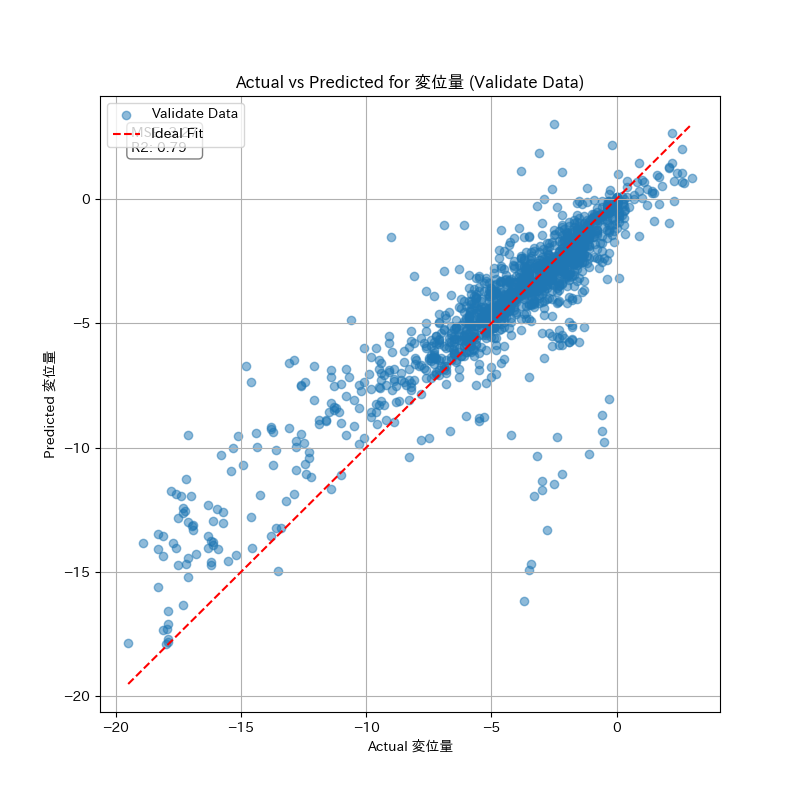 Actual vs Predicted for 変位量 (Validate Data)
Validate Data
Ideal Fit
R2: 0.79
0
−5
−10
−15
−20
Predicted 変位量
−20
−15
−10
−5
0
Actual 変位量